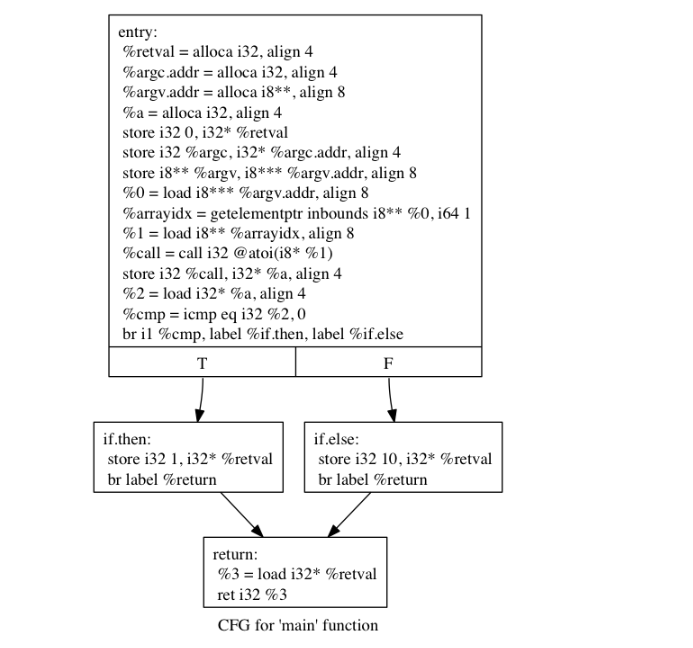 entry:
%retval = alloca i32, align 4
%argc.addr = alloca i32, align 4
%argv.addr = alloca i8**, align 8
%a = alloca i32, align 4
store i32 0, i32* %retval
store i32 %argc, i32* %argc.addr, align 4
store i8** %argv, i8*** %argv.addr, align 8
%0 = load i8*** %argv.addr, align 8
%arrayidx = getelementptr inbounds i8** %0, i64 1
%1 = load i8** %arrayidx, align 8
%call = call i32 @atoi(i8* %1)
store i32 %call, i32* %a, align 4
%2 = load i32* %a, align 4
%cmp = icmp eq i32 %2, 0
br i1 %cmp, label %if.then, label %if.else
T F
if.then:
store i32 1, i32* %retval
br label %return
if.else:
store i32 10, i32* %retval
br label %return
return:
%3 = load i32* %retval
ret i32 %3
CFG for 'main' function